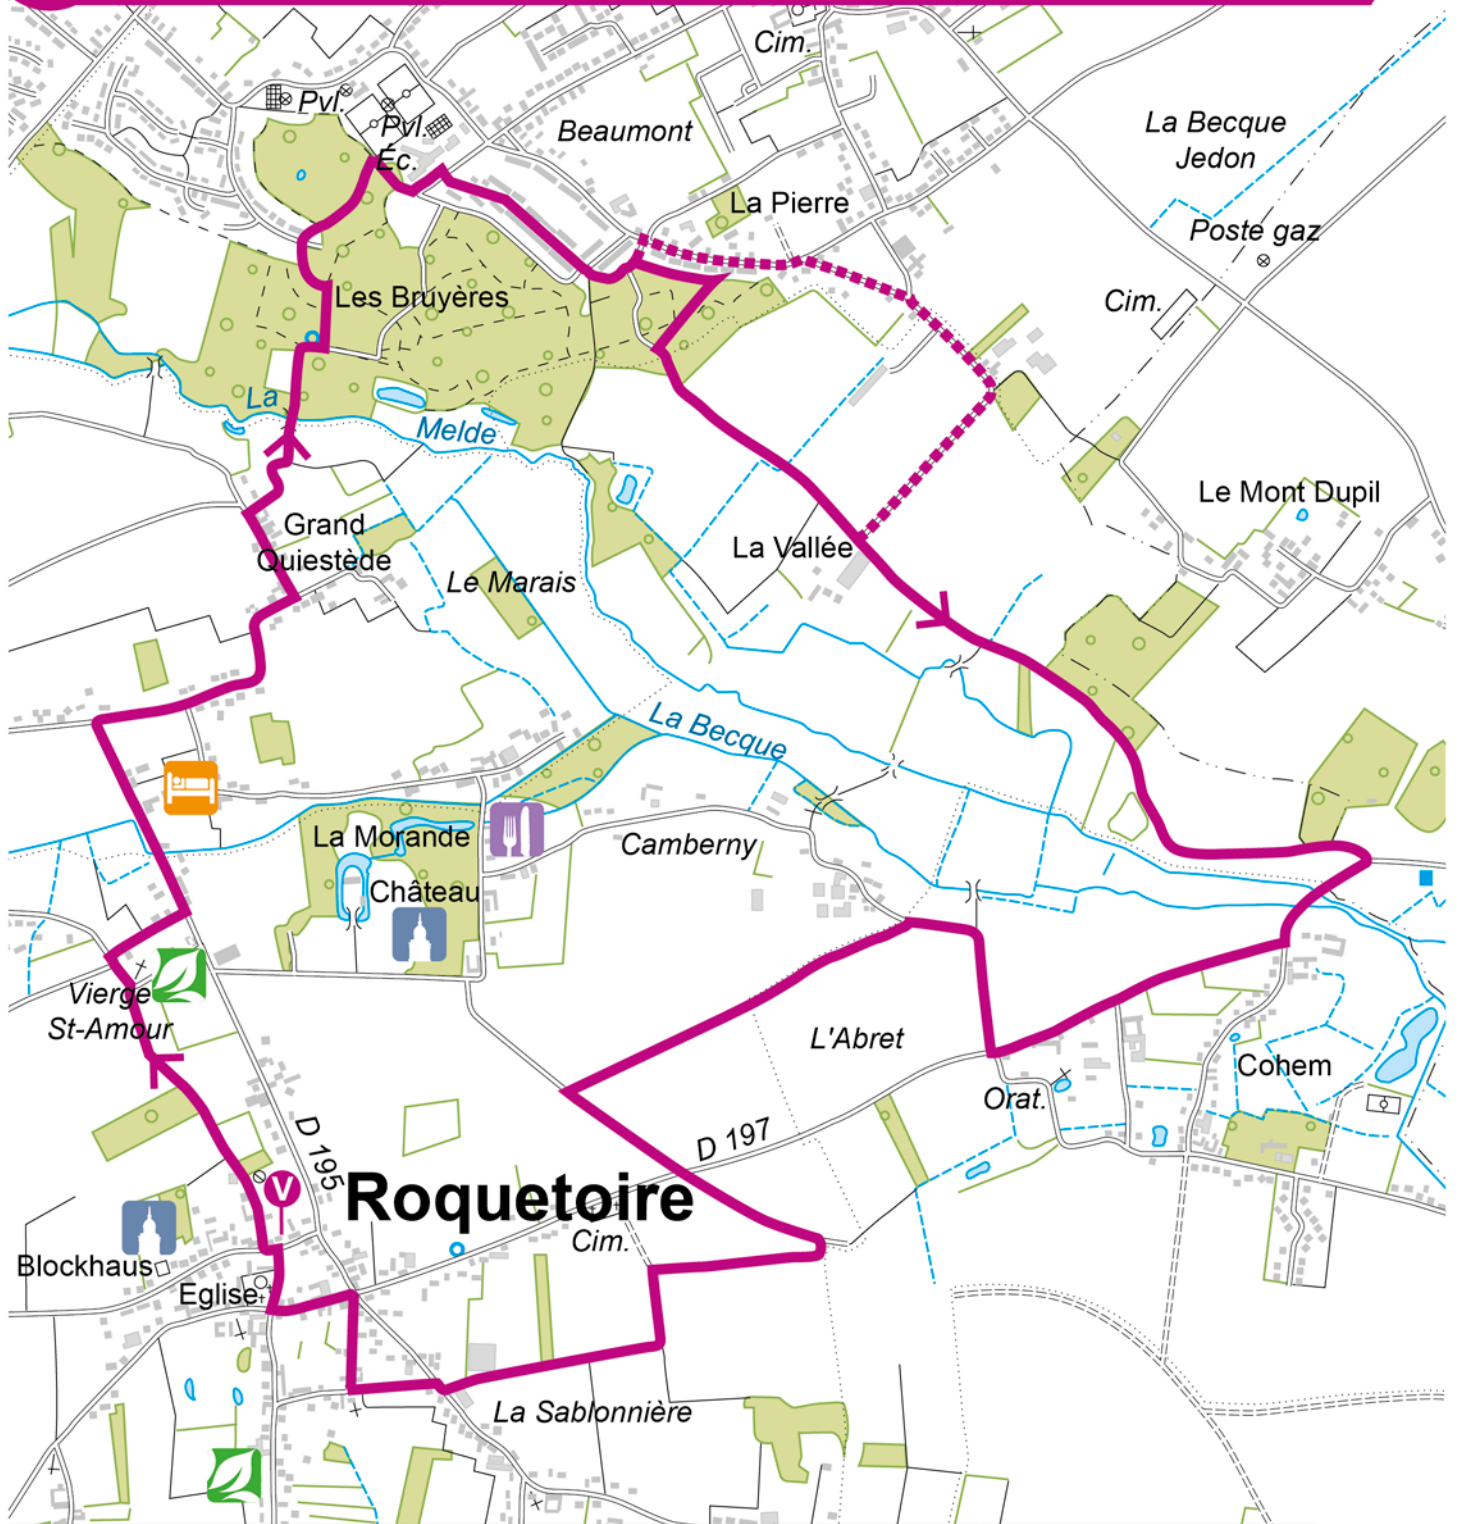 Cim.
Pvl.
Pvl.
Éc.
Beaumont
La Becque
Jedon
La Pierre
Poste gaz
Les Bruyères
Cim.
La
Melde
Le Mont Dupil
Grand
Quiestède
La Vallée
Le Marais
La Becque
La Morande
Camberny
Château
Vierge
St-Amour
L'Abret
Cohem
Orat.
D 195
D 197
V
Roquetoire
Cim.
Blockhaus
Eglise
La Sablonnière